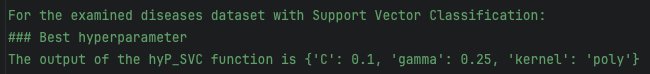 For the examined diseases dataset with Support Vector Classification:
### Best hyperparameter
The output of the hyP_SVC function is {'C': 0.1, 'gamma': 0.25, 'kernel': 'poly'}